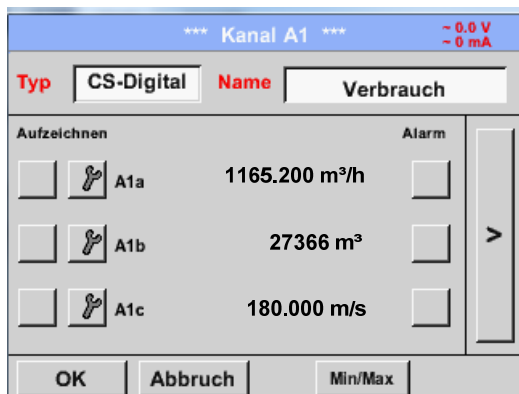 *** Kanal A1 ***
~ 0.0 V
~ 0 mA
Typ CS-Digital Name Verbrauch
Aufzeichnen Alarm
A1a 1165.200 m³/h
A1b 27366 m³
>
A1c 180.000 m/s
OK Abbruch Min/Max